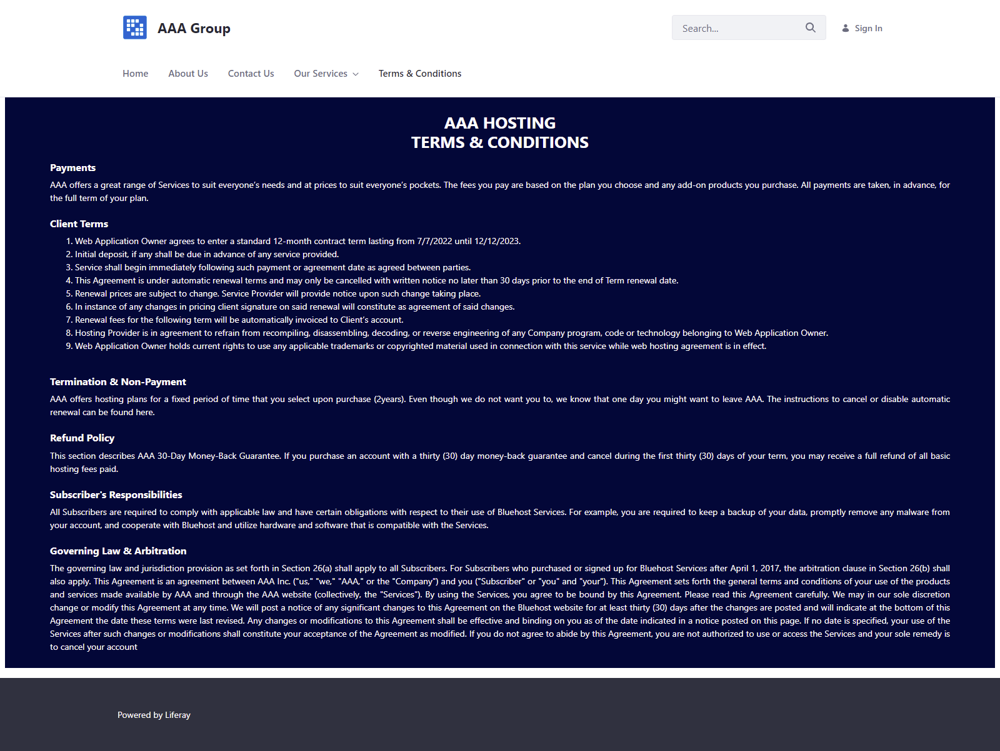 AAA Group
Search...
Sign In
Home
About Us
Contact Us
Our Services
Terms & Conditions
AAA HOSTING
TERMS & CONDITIONS
Payments
AAA offers a great range of Services to suit everyone’s needs and at prices to suit everyone’s pockets. The fees you pay are based on the plan you choose and any add-on products you purchase. All payments are taken, in advance, for
the full term of your plan.
Client Terms
1. Web Application Owner agrees to enter a standard 12-month contract term lasting from 7/7/2022 until 12/12/2023.
2. Initial deposit, if any shall be due in advance of any service provided.
3. Service shall begin immediately following such payment or agreement date as agreed between parties.
4. This Agreement is under automatic renewal terms and may only be cancelled with written notice no later than 30 days prior to the end of Term renewal date.
5. Renewal prices are subject to change. Service Provider will provide notice upon such change taking place.
6. In instance of any changes in pricing client signature on said renewal will constitute as agreement of said changes.
7. Renewal fees for the following term will be automatically invoiced to Client’s account.
8. Hosting Provider is in agreement to refrain from recompiling, disassembling, decoding, or reverse engineering of any Company program, code or technology belonging to Web Application Owner.
9. Web Application Owner holds current rights to use any applicable trademarks or copyrighted material used in connection with this service while web hosting agreement is in effect.
Termination & Non-Payment
AAA offers hosting plans for a fixed period of time that you select upon purchase (2years). Even though we do not want you to, we know that one day you might want to leave AAA. The instructions to cancel or disable automatic
renewal can be found here.
Refund Policy
This section describes AAA 30-Day Money-Back Guarantee. If you purchase an account with a thirty (30) day money-back guarantee and cancel during the first thirty (30) days of your term, you may receive a full refund of all basic
hosting fees paid.
Subscriber's Responsibilities
All Subscribers are required to comply with applicable law and have certain obligations with respect to their use of Bluehost Services. For example, you are required to keep a backup of your data, promptly remove any malware from
your account, and cooperate with Bluehost and utilize hardware and software that is compatible with the Services.
Governing Law & Arbitration
The governing law and jurisdiction provision as set forth in Section 26(a) shall apply to all Subscribers. For Subscribers who purchased or signed up for Bluehost Services after April 1, 2017, the arbitration clause in Section 26(b) shall
also apply. This Agreement is an agreement between AAA Inc. ("us," "we," "AAA," or the "Company") and you ("Subscriber" or "you" and "your"). This Agreement sets forth the general terms and conditions of your use of the products
and services made available by AAA and through the AAA website (collectively, the "Services"). By using the Services, you agree to be bound by this Agreement. Please read this Agreement carefully. We may in our sole discretion
change or modify this Agreement at any time. We will post a notice of any significant changes to this Agreement on the Bluehost website for at least thirty (30) days after the changes are posted and will indicate at the bottom of this
Agreement the date these terms were last revised. Any changes or modifications to this Agreement shall be effective and binding on you as of the date indicated in a notice posted on this page. If no date is specified, your use of the
Services after such changes or modifications shall constitute your acceptance of the Agreement as modified. If you do not agree to abide by this Agreement, you are not authorized to use or access the Services and your sole remedy is
to cancel your account
Powered by Liferay